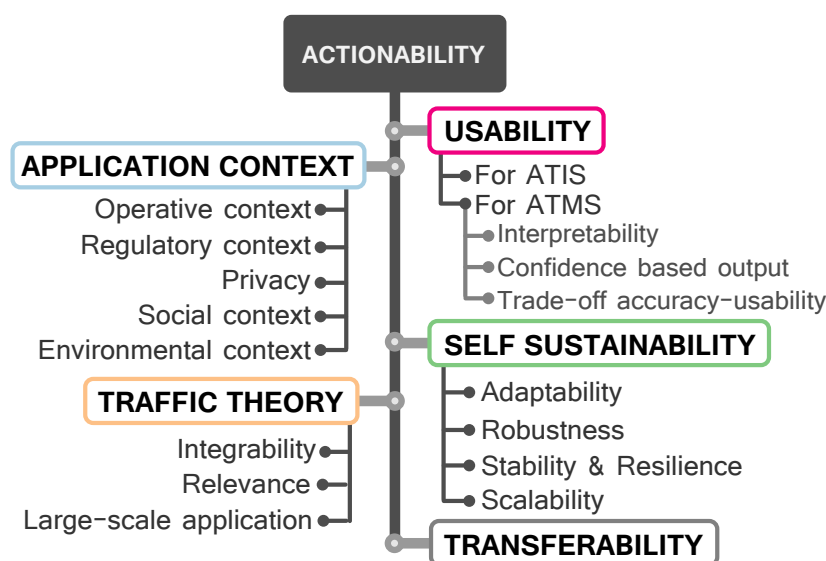 ACTIONABILITY
USABILITY
For ATIS
For ATMS
Interpretability
Confidence based output
Trade-off accuracy-usability
APPLICATION CONTEXT
Operative context
Regulatory context
Privacy
Social context
Environmental context
SELF SUSTAINABILITY
Adaptability
Robustness
Stability & Resilience
Scalability
TRAFFIC THEORY
Integrability
Relevance
Large-scale application
TRANSFERABILITY